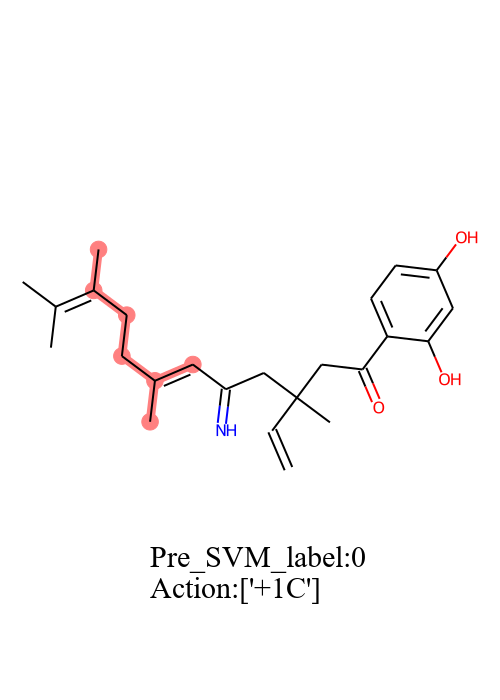 OH
OH
O
NH
Pre_SVM_label:0
Action:['+1C']